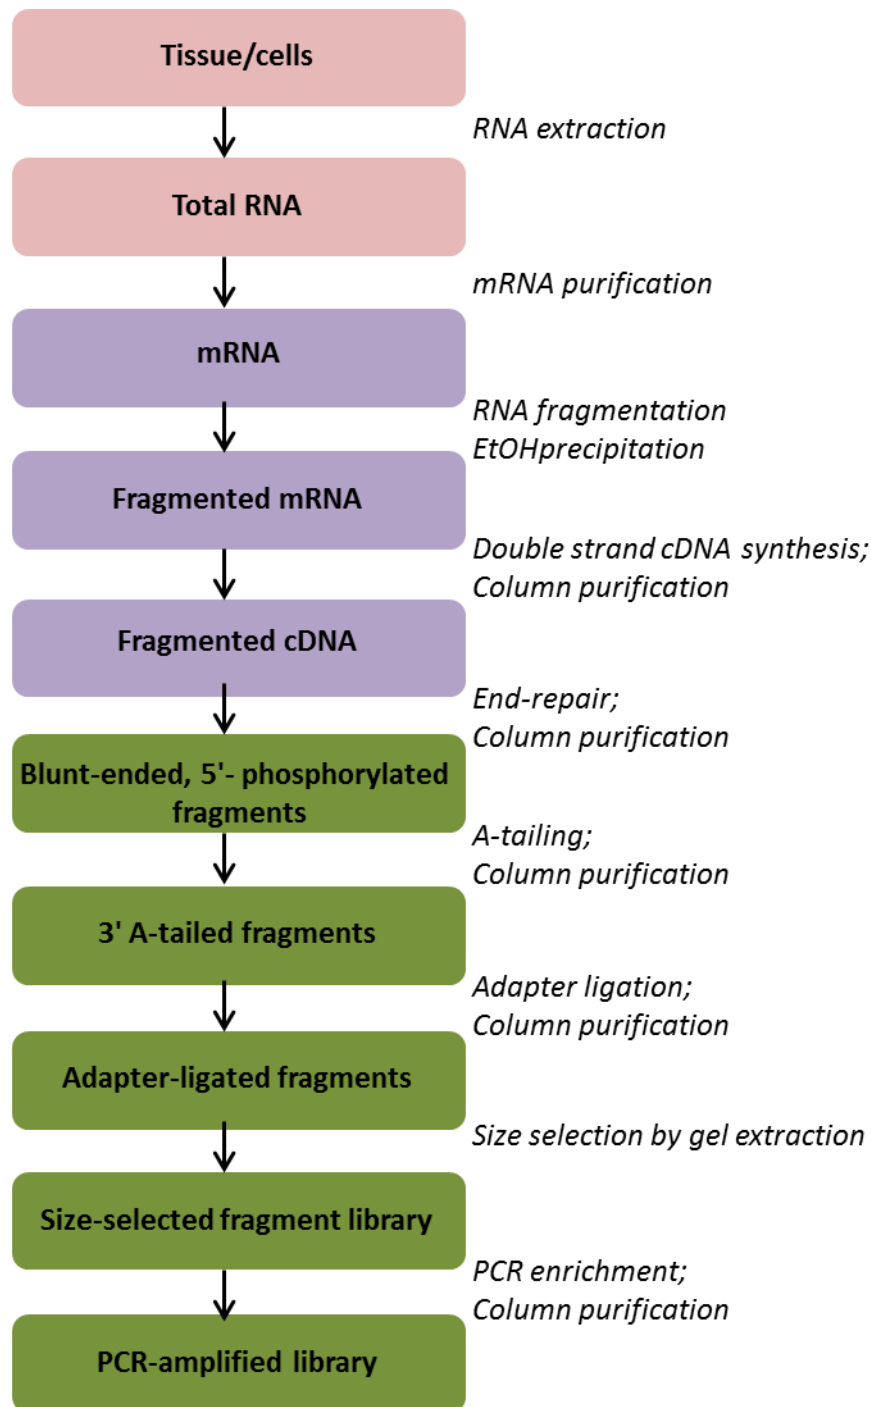 Tissue/cells
RNA extraction
Total RNA
mRNA purification
mRNA
RNA fragmentation
EtOHprecipitation
Fragmented mRNA
Double strand cDNA synthesis;
Column purification
Fragmented cDNA
End-repair;
Column purification
Blunt-ended, 5'- phosphorylated
fragments
A-tailing;
Column purification
3' A-tailed fragments
Adapter ligation;
Column purification
Adapter-ligated fragments
Size selection by gel extraction
Size-selected fragment library
PCR enrichment;
Column purification
PCR-amplified library